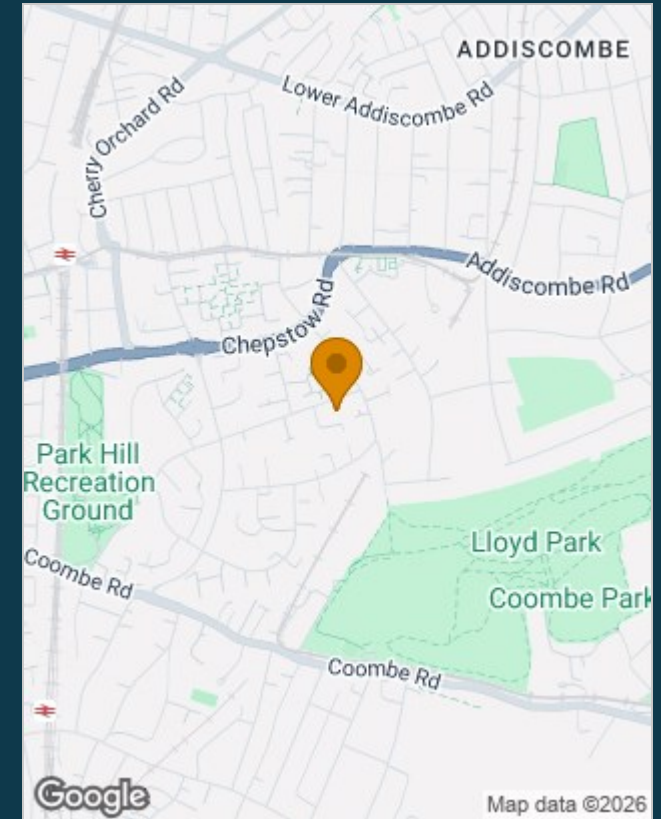 ADDISCOMBE
Lower Addiscombe Rd
Cherry Orchard Rd
Addiscombe Rd
Chepstow Rd
Park Hill
Recreation
Ground
Lloyd Park
Coombe Park
Coombe Rd
Coombe Rd
Google
Map data ©2026